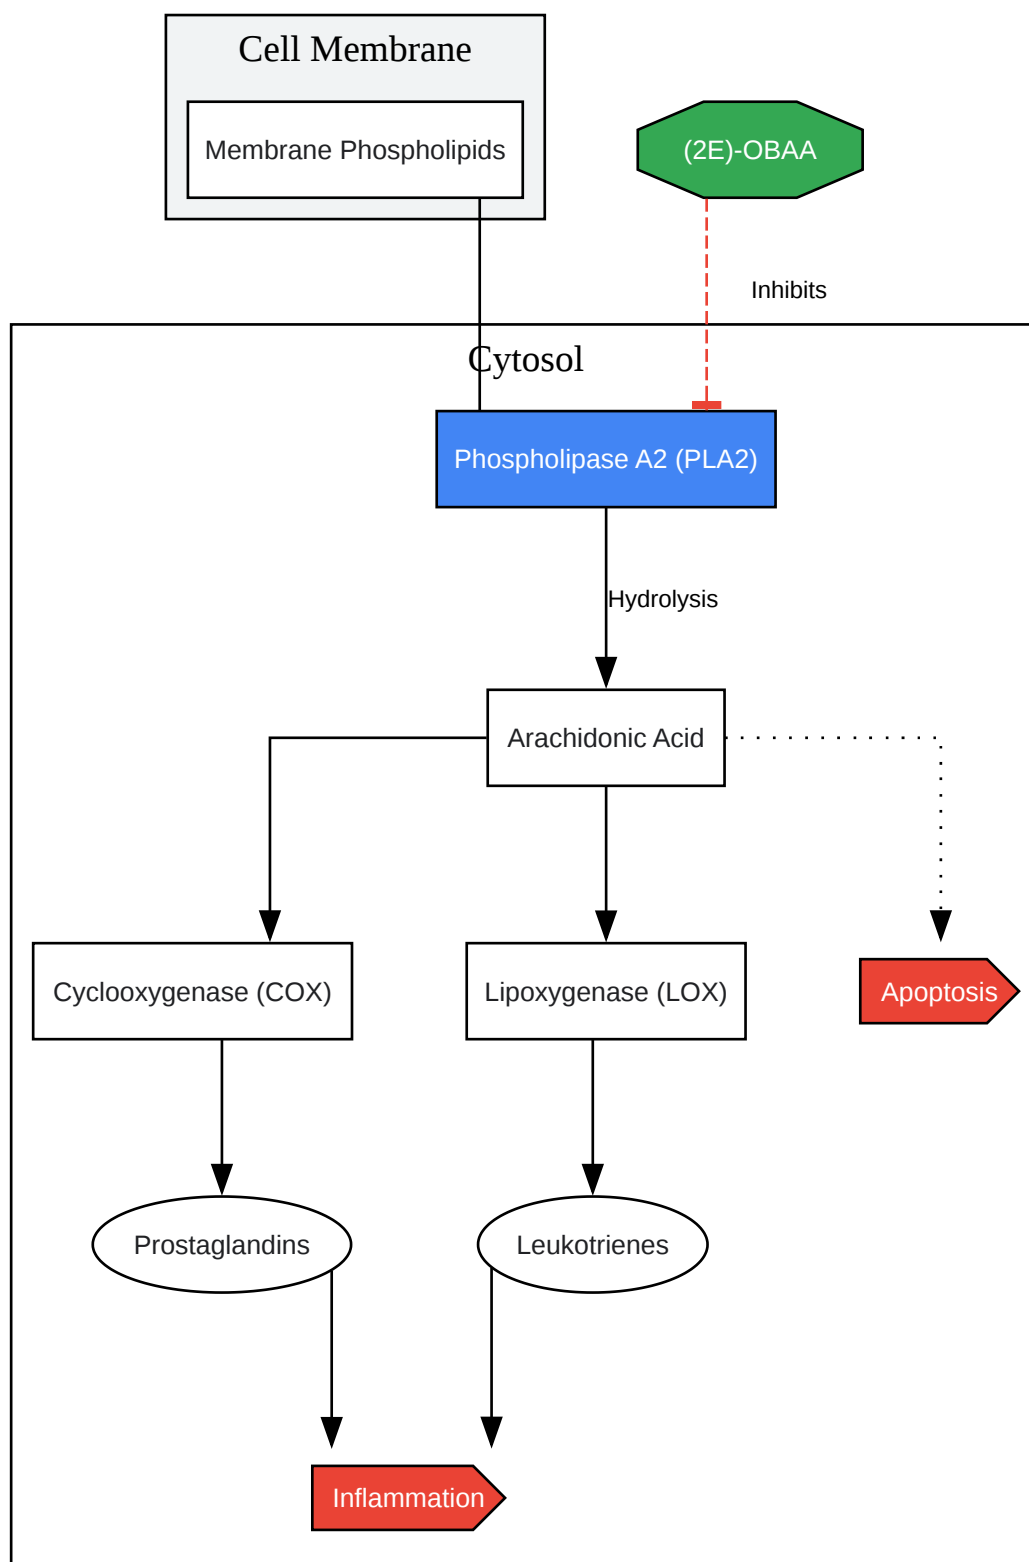 Cell Membrane
Membrane Phospholipids
(2E)-OBAA
Inhibits
Cytosol
Phospholipase A2 (PLA2)
Hydrolysis
Arachidonic Acid
Cyclooxygenase (COX)
Lipoxygenase (LOX)
Apoptosis
Prostaglandins
Leukotrienes
Inflammation